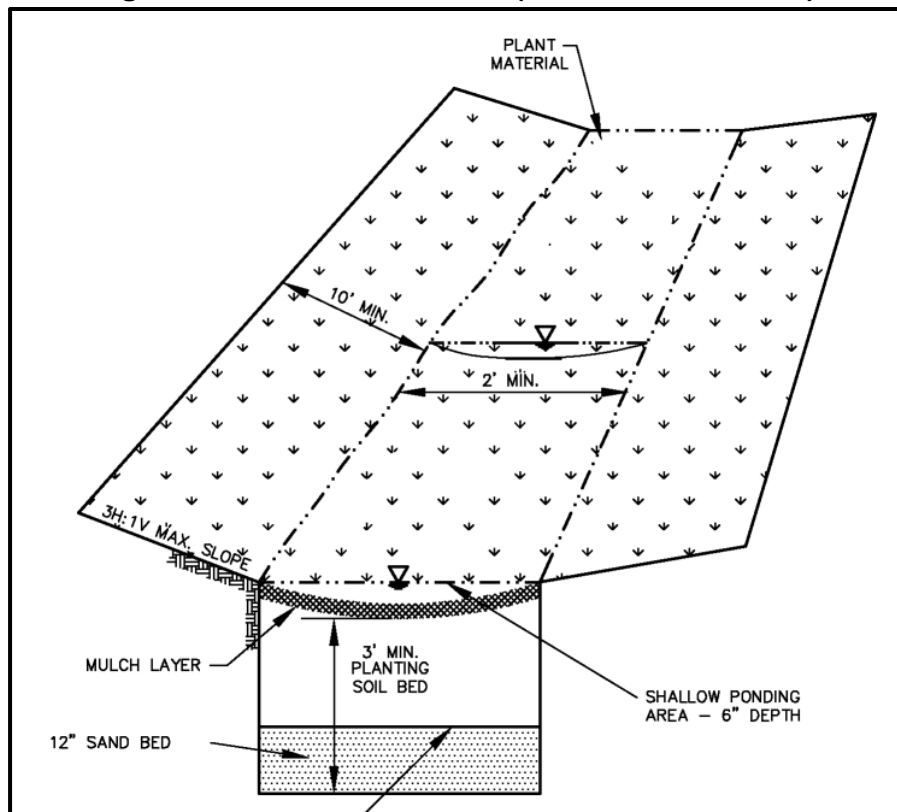 PLANT
MATERIAL
10' MIN.
2' MIN.
3H:1V MAX. SLOPE
MULCH LAYER
3' MIN.
PLANTING
SOIL BED
SHALLOW PONDING
AREA – 6" DEPTH
12" SAND BED